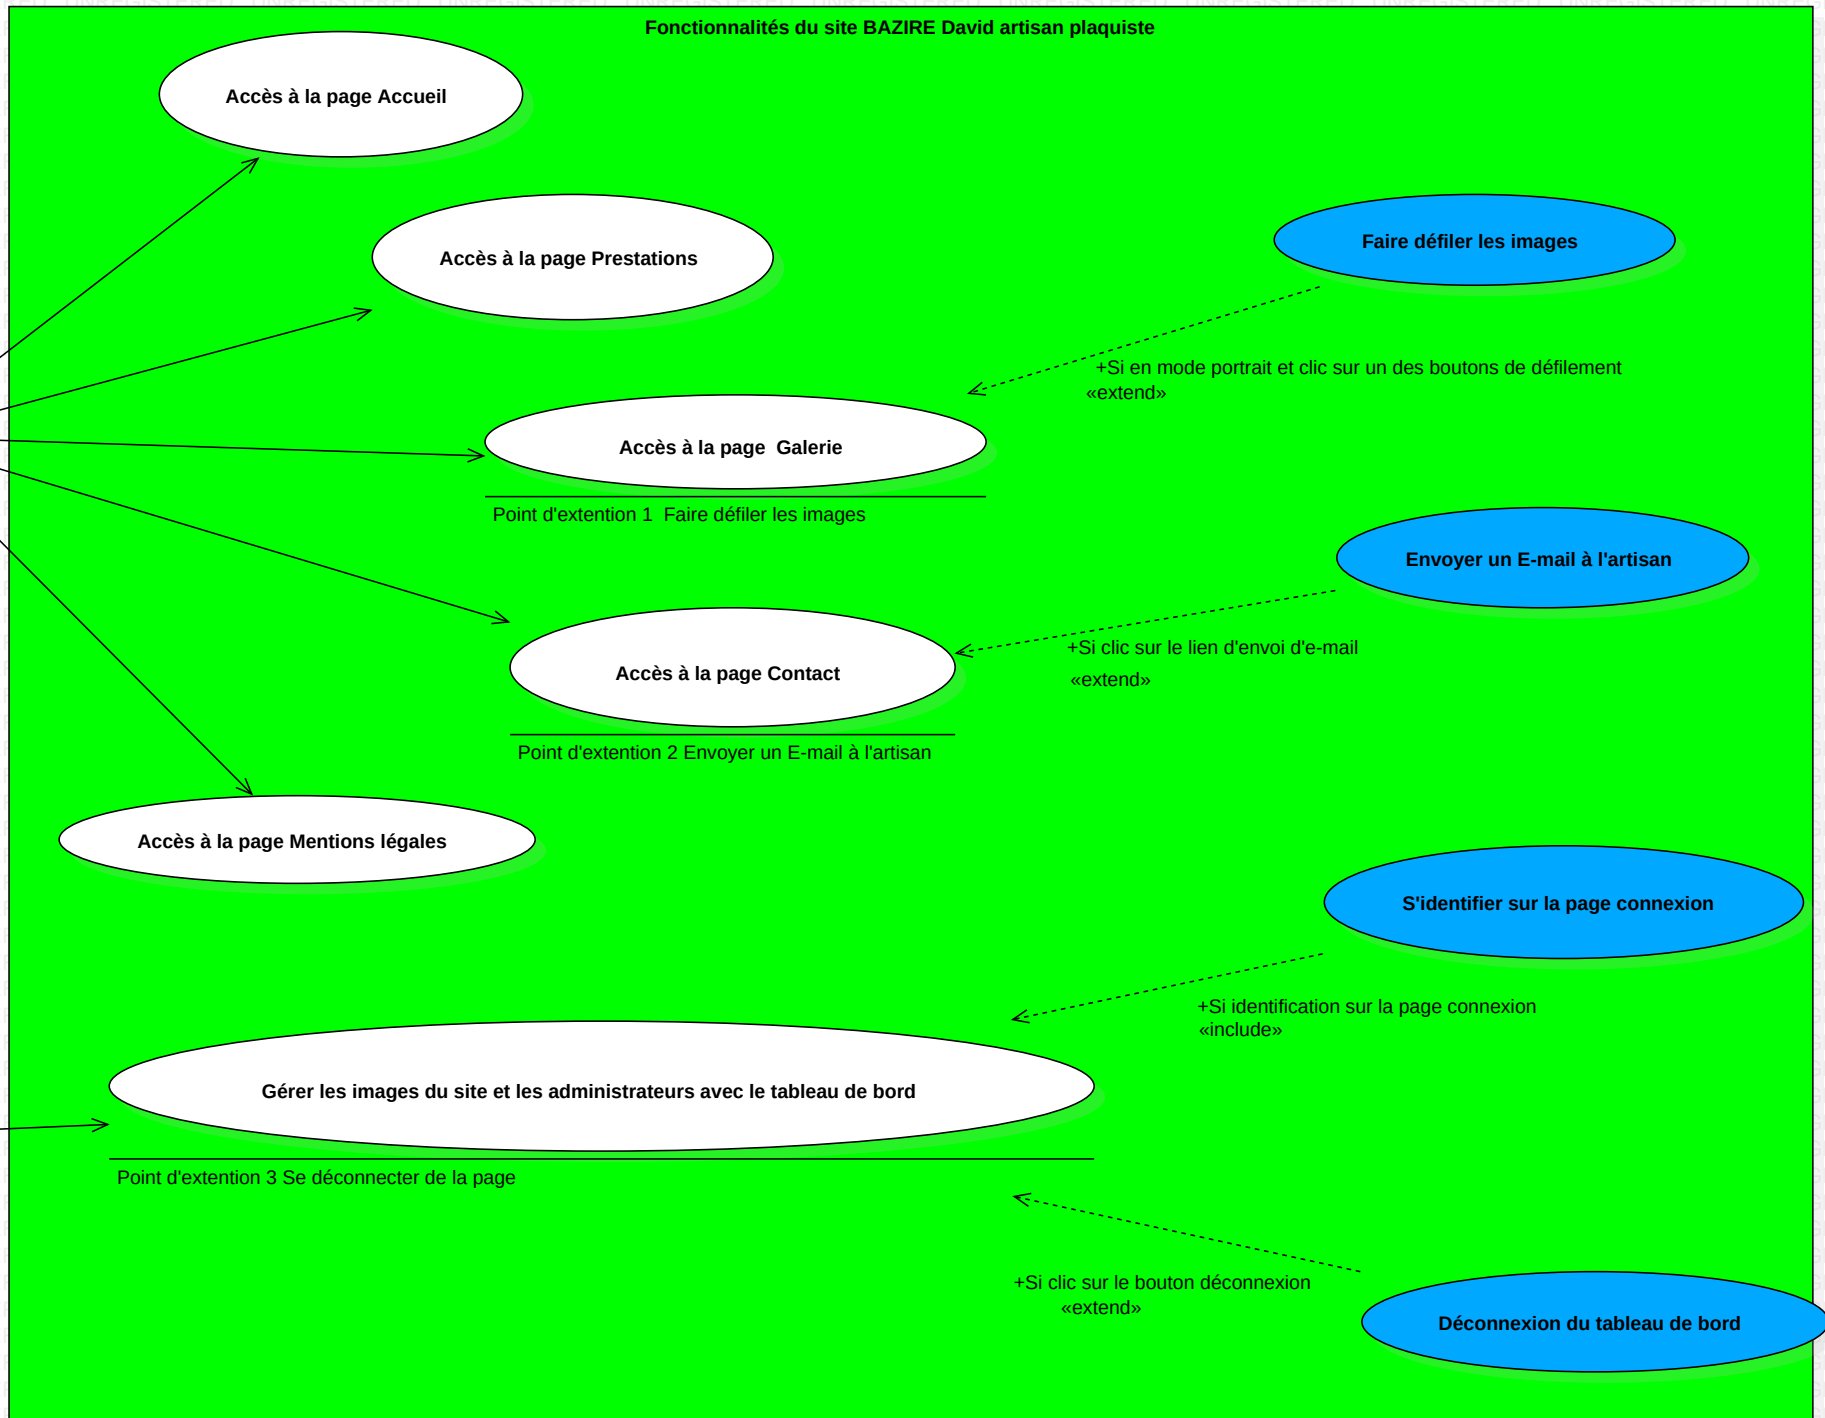 Fonctionnalités du site BAZIRE David artisan plaquiste
Accès à la page Accueil
Accès à la page Prestations
Faire défiler les images
+Si en mode portrait et clic sur un des boutons de défilement
«extend»
Accès à la page  Galerie
Point d'extention 1  Faire défiler les images
Envoyer un E-mail à l'artisan
+Si clic sur le lien d'envoi d'e-mail
«extend»
Accès à la page Contact
Point d'extention 2 Envoyer un E-mail à l'artisan
Accès à la page Mentions légales
S'identifier sur la page connexion
+Si identification sur la page connexion
«include»
Gérer les images du site et les administrateurs avec le tableau de bord
Point d'extention 3 Se déconnecter de la page
+Si clic sur le bouton déconnexion
«extend»
Déconnexion du tableau de bord